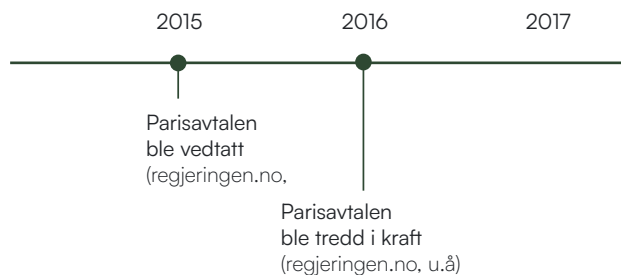 2015 2016 2017
Parisavtalen
ble vedtatt
(regjeringen.no,
Parisavtalen
ble tredd i kraft
(regjeringen.no, u.å)